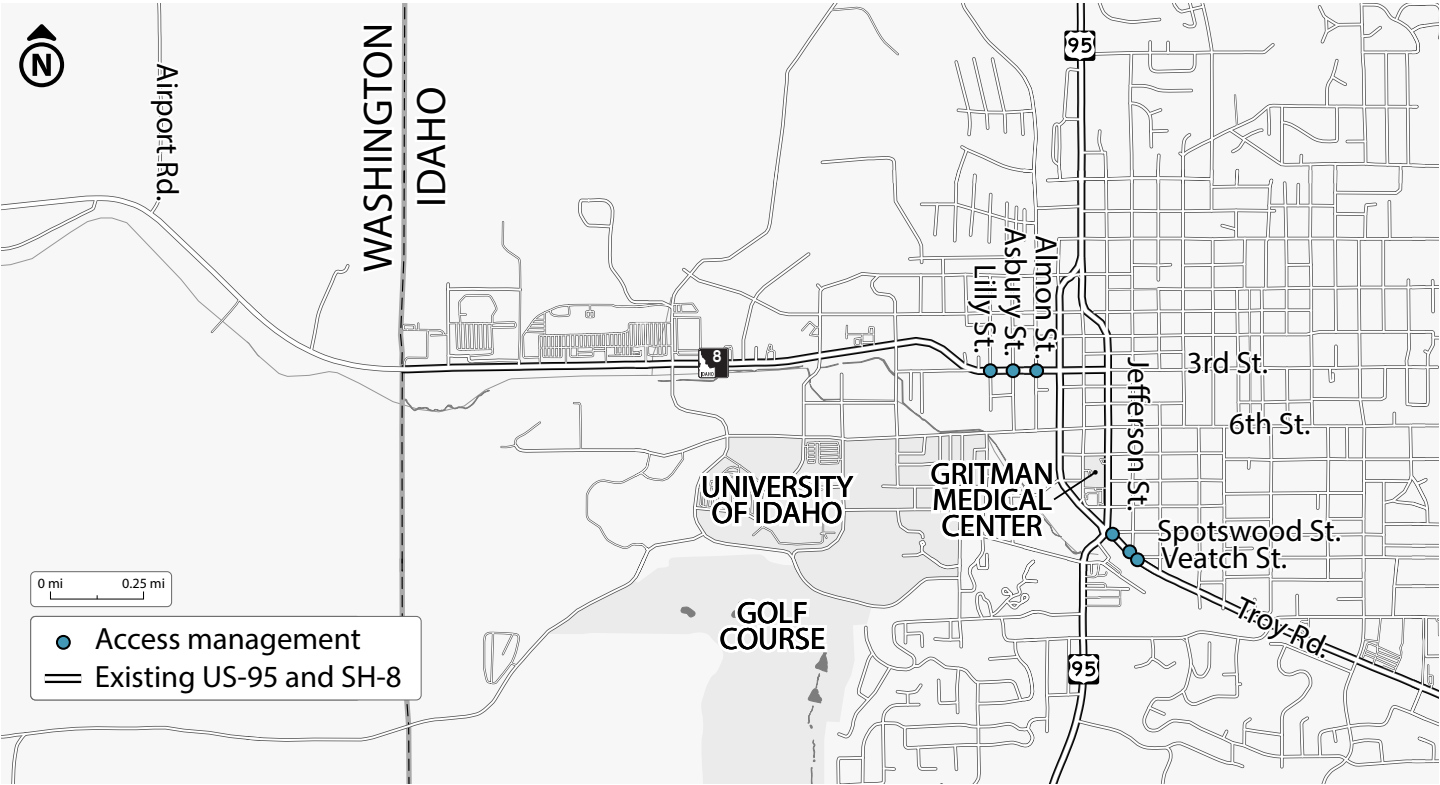 95
N
Airport Rd.
WASHINGTON
IDAHO
Almon St.
Asbury St.
Lilly St.
8
IDAHO
3rd St.
Jefferson St.
6th St.
GRITMAN
MEDICAL
CENTER
UNIVERSITY
OF IDAHO
Spotswood St.
Veatch St.
0 mi 0.25 mi
GOLF
COURSE
Troy Rd.
Access management
Existing US-95 and SH-8
95